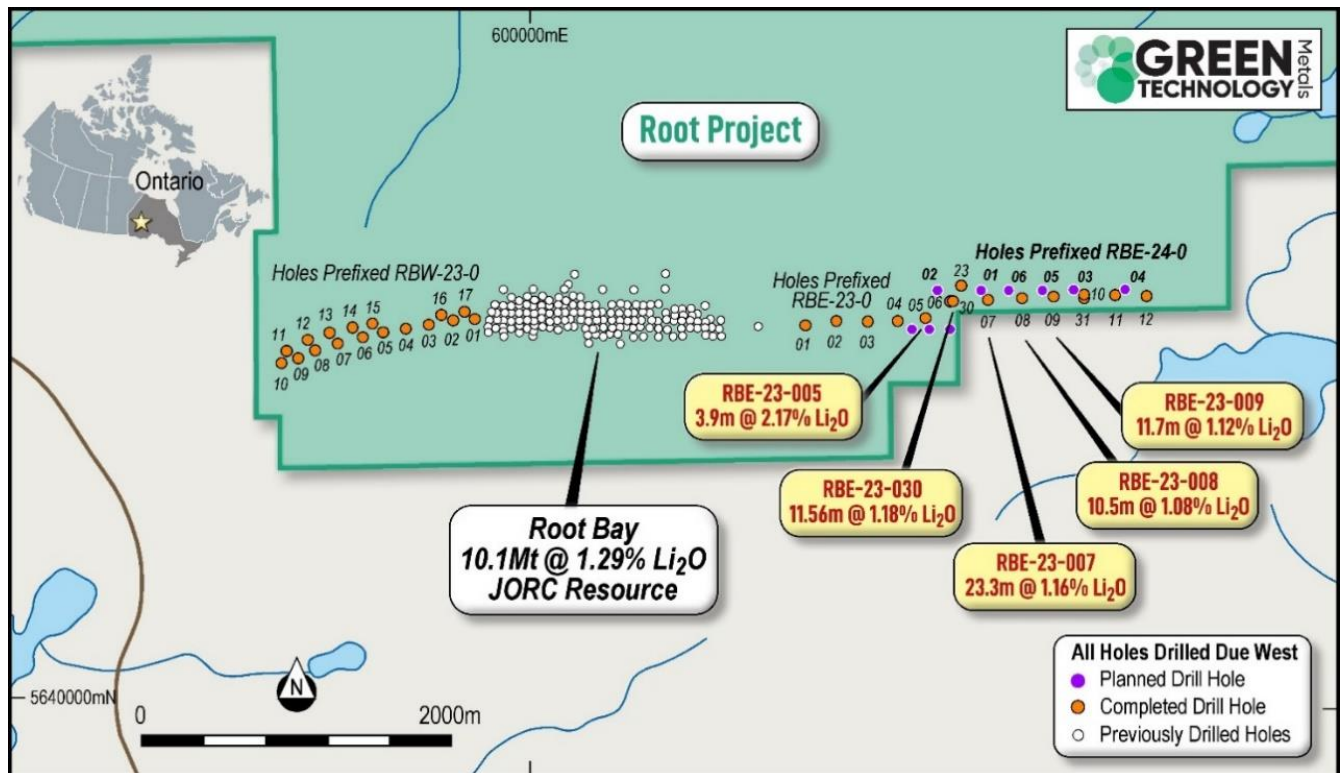 600000mE
GREEN
TECHNOLOGY
Metals
Root Project
Ontario
Holes Prefixed RBW-23-0
Holes Prefixed
RBE-23-0
Holes Prefixed RBE-24-0
02 23 01 06 05 03 04
11 12 13 14 15 16 17
10 09 08 07 06 05 04 03 02 01
01 02 03 04 05 06 30 07 08 09 31 10 11 12
RBE-23-005
3.9m @ 2.17% Li₂O
RBE-23-009
11.7m @ 1.12% Li₂O
RBE-23-030
11.56m @ 1.18% Li₂O
RBE-23-008
10.5m @ 1.08% Li₂O
RBE-23-007
23.3m @ 1.16% Li₂O
Root Bay
10.1Mt @ 1.29% Li₂O
JORC Resource
5640000mN
N
0 2000m
All Holes Drilled Due West
Planned Drill Hole
Completed Drill Hole
Previously Drilled Holes